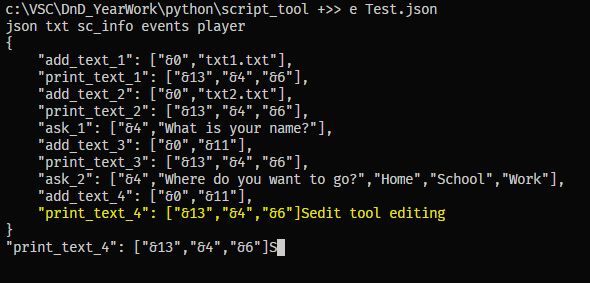 c:\VSC\DnD_YearWork\python\script_tool +>> e Test.json
json txt sc_info events player
{
    "add_text_1": ["&0","txt1.txt"],
    "print_text_1": ["&13","&4","&6"],
    "add_text_2": ["&0","txt2.txt"],
    "print_text_2": ["&13","&4","&6"],
    "ask_1": ["&4","What is your name?"],
    "add_text_3": ["&0","&11"],
    "print_text_3": ["&13","&4","&6"],
    "ask_2": ["&4","Where do you want to go?","Home","School","Work"],
    "add_text_4": ["&0","&11"],
    "print_text_4": ["&13","&4","&6"]Sedit tool editing
}
"print_text_4": ["&13","&4","&6"]S